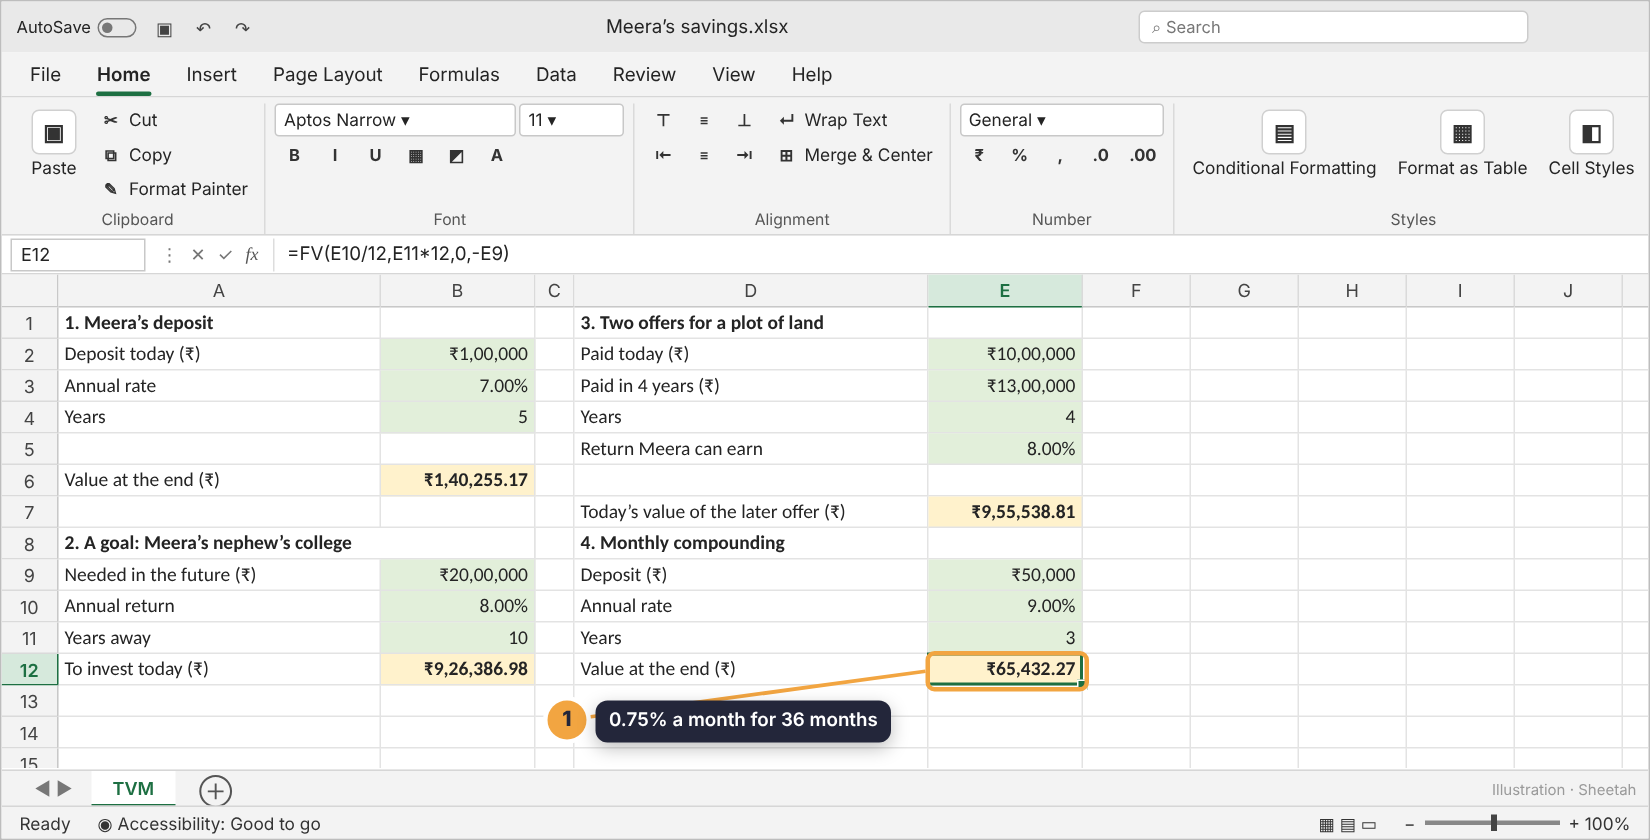 AutoSave
Meera's savings.xlsx
Search
File Home Insert Page Layout Formulas Data Review View Help
Paste
Cut
Copy
Format Painter
Clipboard
Aptos Narrow ▾ 11 ▾
B I U A
Font
Wrap Text
Merge & Center
Alignment
General ▾
₹ % , .0 .00
Number
Conditional Formatting Format as Table Cell Styles
Styles
E12 fx =FV(E10/12,E11*12,0,-E9)
A B C D E F G H I J
1 1. Meera's deposit 3. Two offers for a plot of land
2 Deposit today (₹) ₹1,00,000 Paid today (₹) ₹10,00,000
3 Annual rate 7.00% Paid in 4 years (₹) ₹13,00,000
4 Years 5 Years 4
5 Return Meera can earn 8.00%
6 Value at the end (₹) ₹1,40,255.17
7 Today's value of the later offer (₹) ₹9,55,538.81
8 2. A goal: Meera's nephew's college 4. Monthly compounding
9 Needed in the future (₹) ₹20,00,000 Deposit (₹) ₹50,000
10 Annual return 8.00% Annual rate 9.00%
11 Years away 10 Years 3
12 To invest today (₹) ₹9,26,386.98 Value at the end (₹) ₹65,432.27
13
1 0.75% a month for 36 months
14
15
TVM
Illustration · Sheetah
Ready Accessibility: Good to go
− + 100%